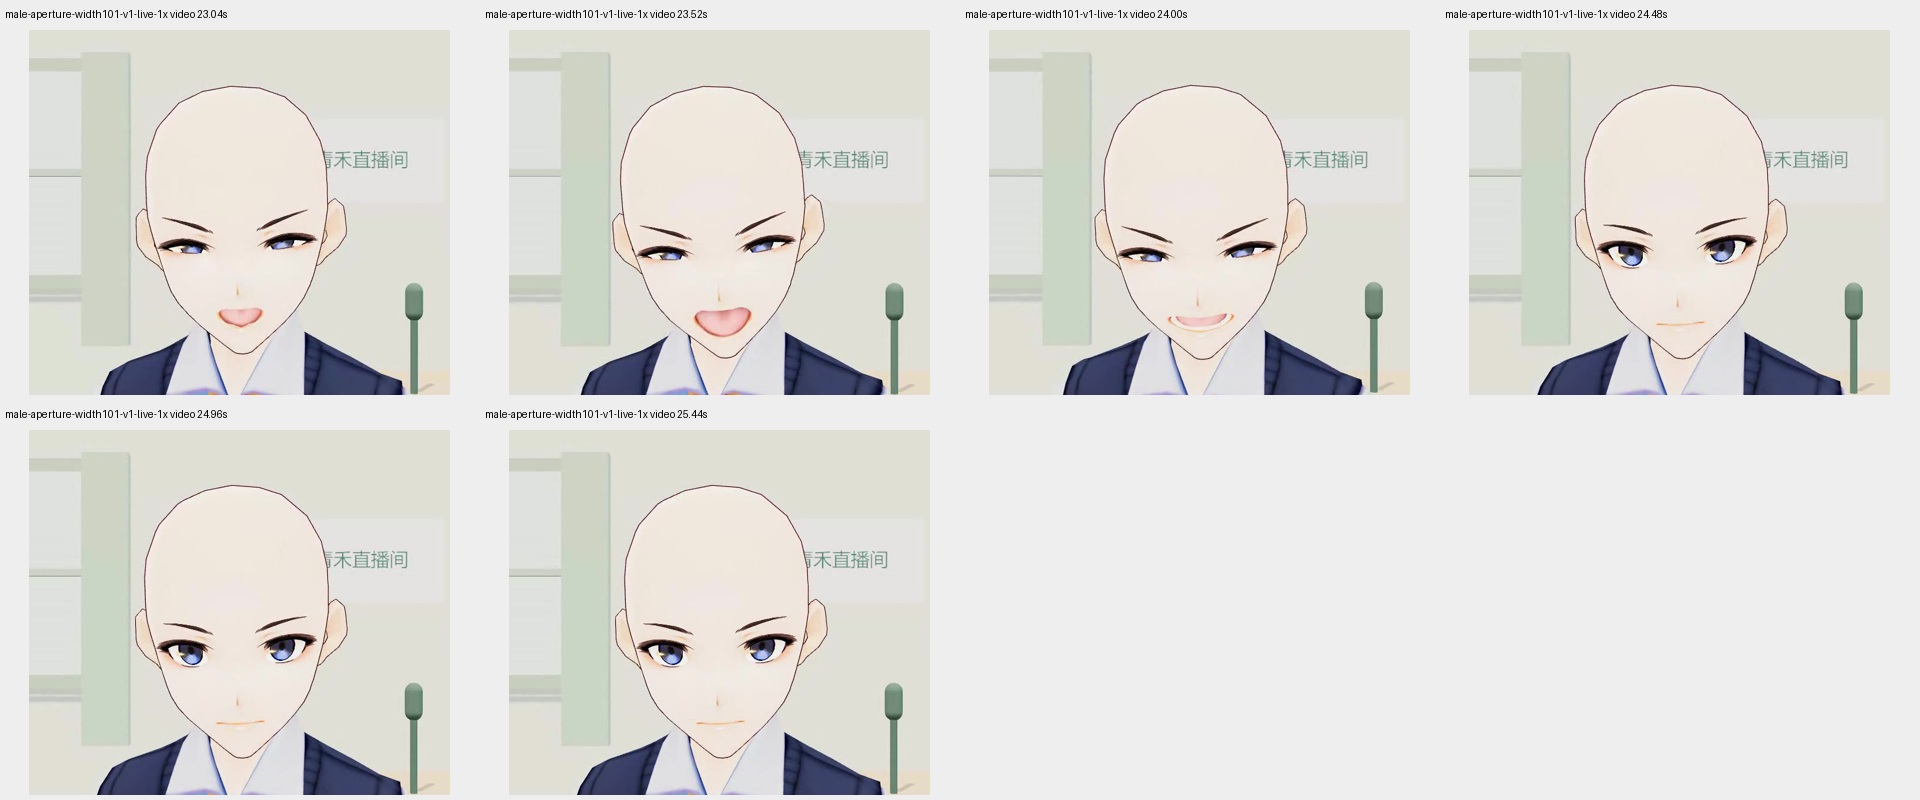 male-aperture-width101-v1-live-1x video 23.04s
male-aperture-width101-v1-live-1x video 23.52s
male-aperture-width101-v1-live-1x video 24.00s
male-aperture-width101-v1-live-1x video 24.48s
青禾直播间
青禾直播间
青禾直播间
青禾直播间
male-aperture-width101-v1-live-1x video 24.96s
male-aperture-width101-v1-live-1x video 25.44s
青禾直播间
青禾直播间